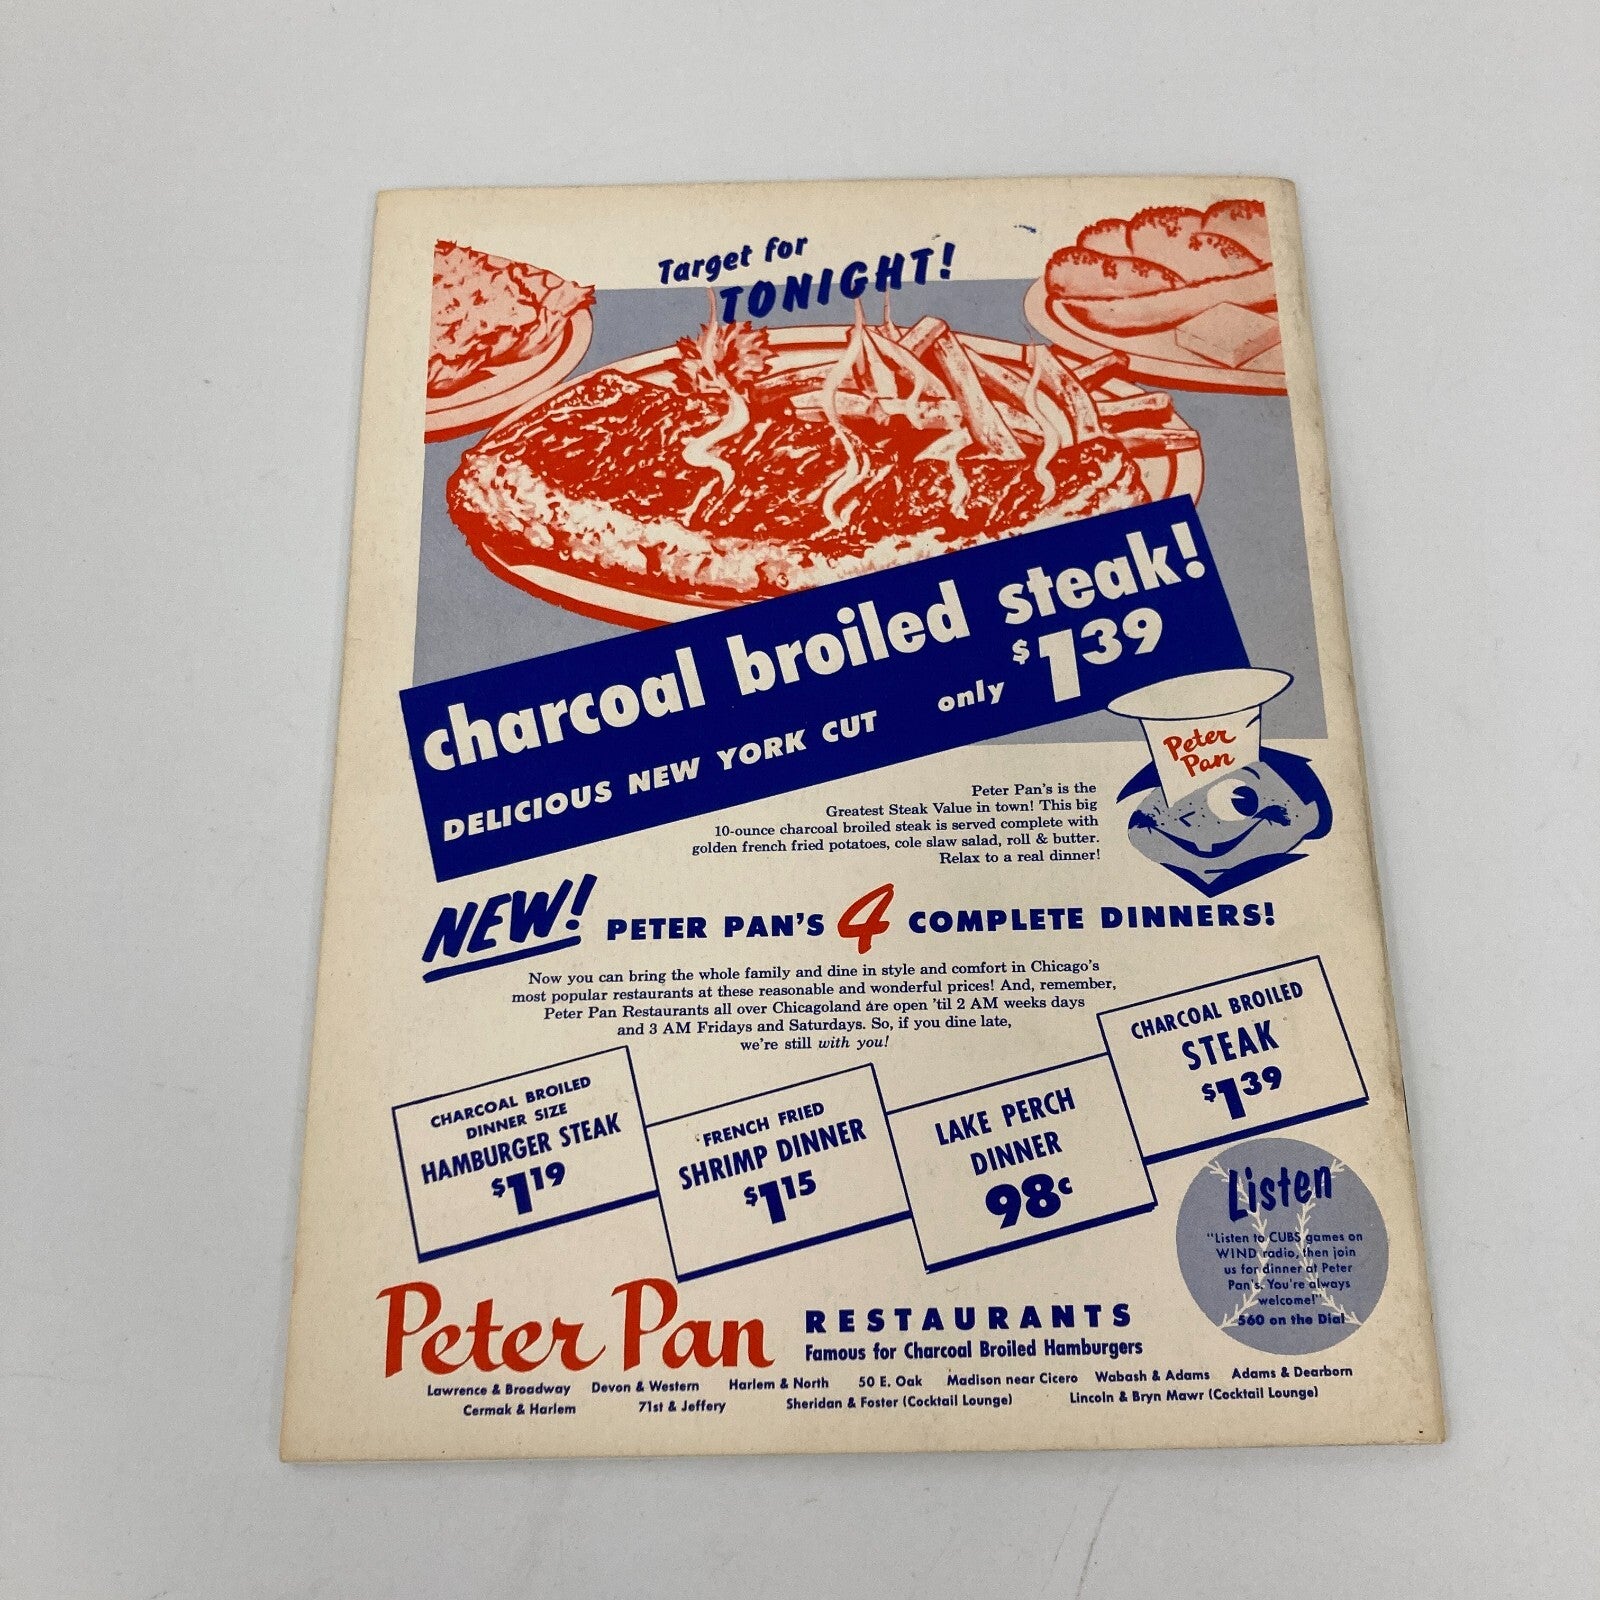 Target for
TONIGHT!
charcoal broiled steak!
DELICIOUS NEW YORK CUT only $1 39
Peter
Pan
Peter Pan's is the
Greatest Steak Value in town! This big
10-ounce charcoal broiled steak is served complete with
golden french fried potatoes, cole slaw salad, roll & butter.
Relax to a real dinner!
NEW! PETER PAN'S 4 COMPLETE DINNERS!
Now you can bring the whole family and dine in style and comfort in Chicago's
most popular restaurants at these reasonable and wonderful prices! And, remember,
Peter Pan Restaurants all over Chicagoland are open 'til 2 AM weeks days
and 3 AM Fridays and Saturdays. So, if you dine late,
we're still with you!
CHARCOAL BROILED
DINNER SIZE
HAMBURGER STEAK
$1 19
FRENCH FRIED
SHRIMP DINNER
$1 15
LAKE PERCH
DINNER
98c
CHARCOAL BROILED
STEAK
$1 39
Listen
"Listen to CUBS games on
WIND radio, then join
us for dinner at Peter
Pan's. You're always
welcome!"
560 on the Dial
Peter Pan RESTAURANTS
Famous for Charcoal Broiled Hamburgers
Lawrence & Broadway Devon & Western Harlem & North 50 E. Oak Madison near Cicero Wabash & Adams Adams & Dearborn
Cermak & Harlem 71st & Jeffery Sheridan & Foster (Cocktail Lounge) Lincoln & Bryn Mawr (Cocktail Lounge)